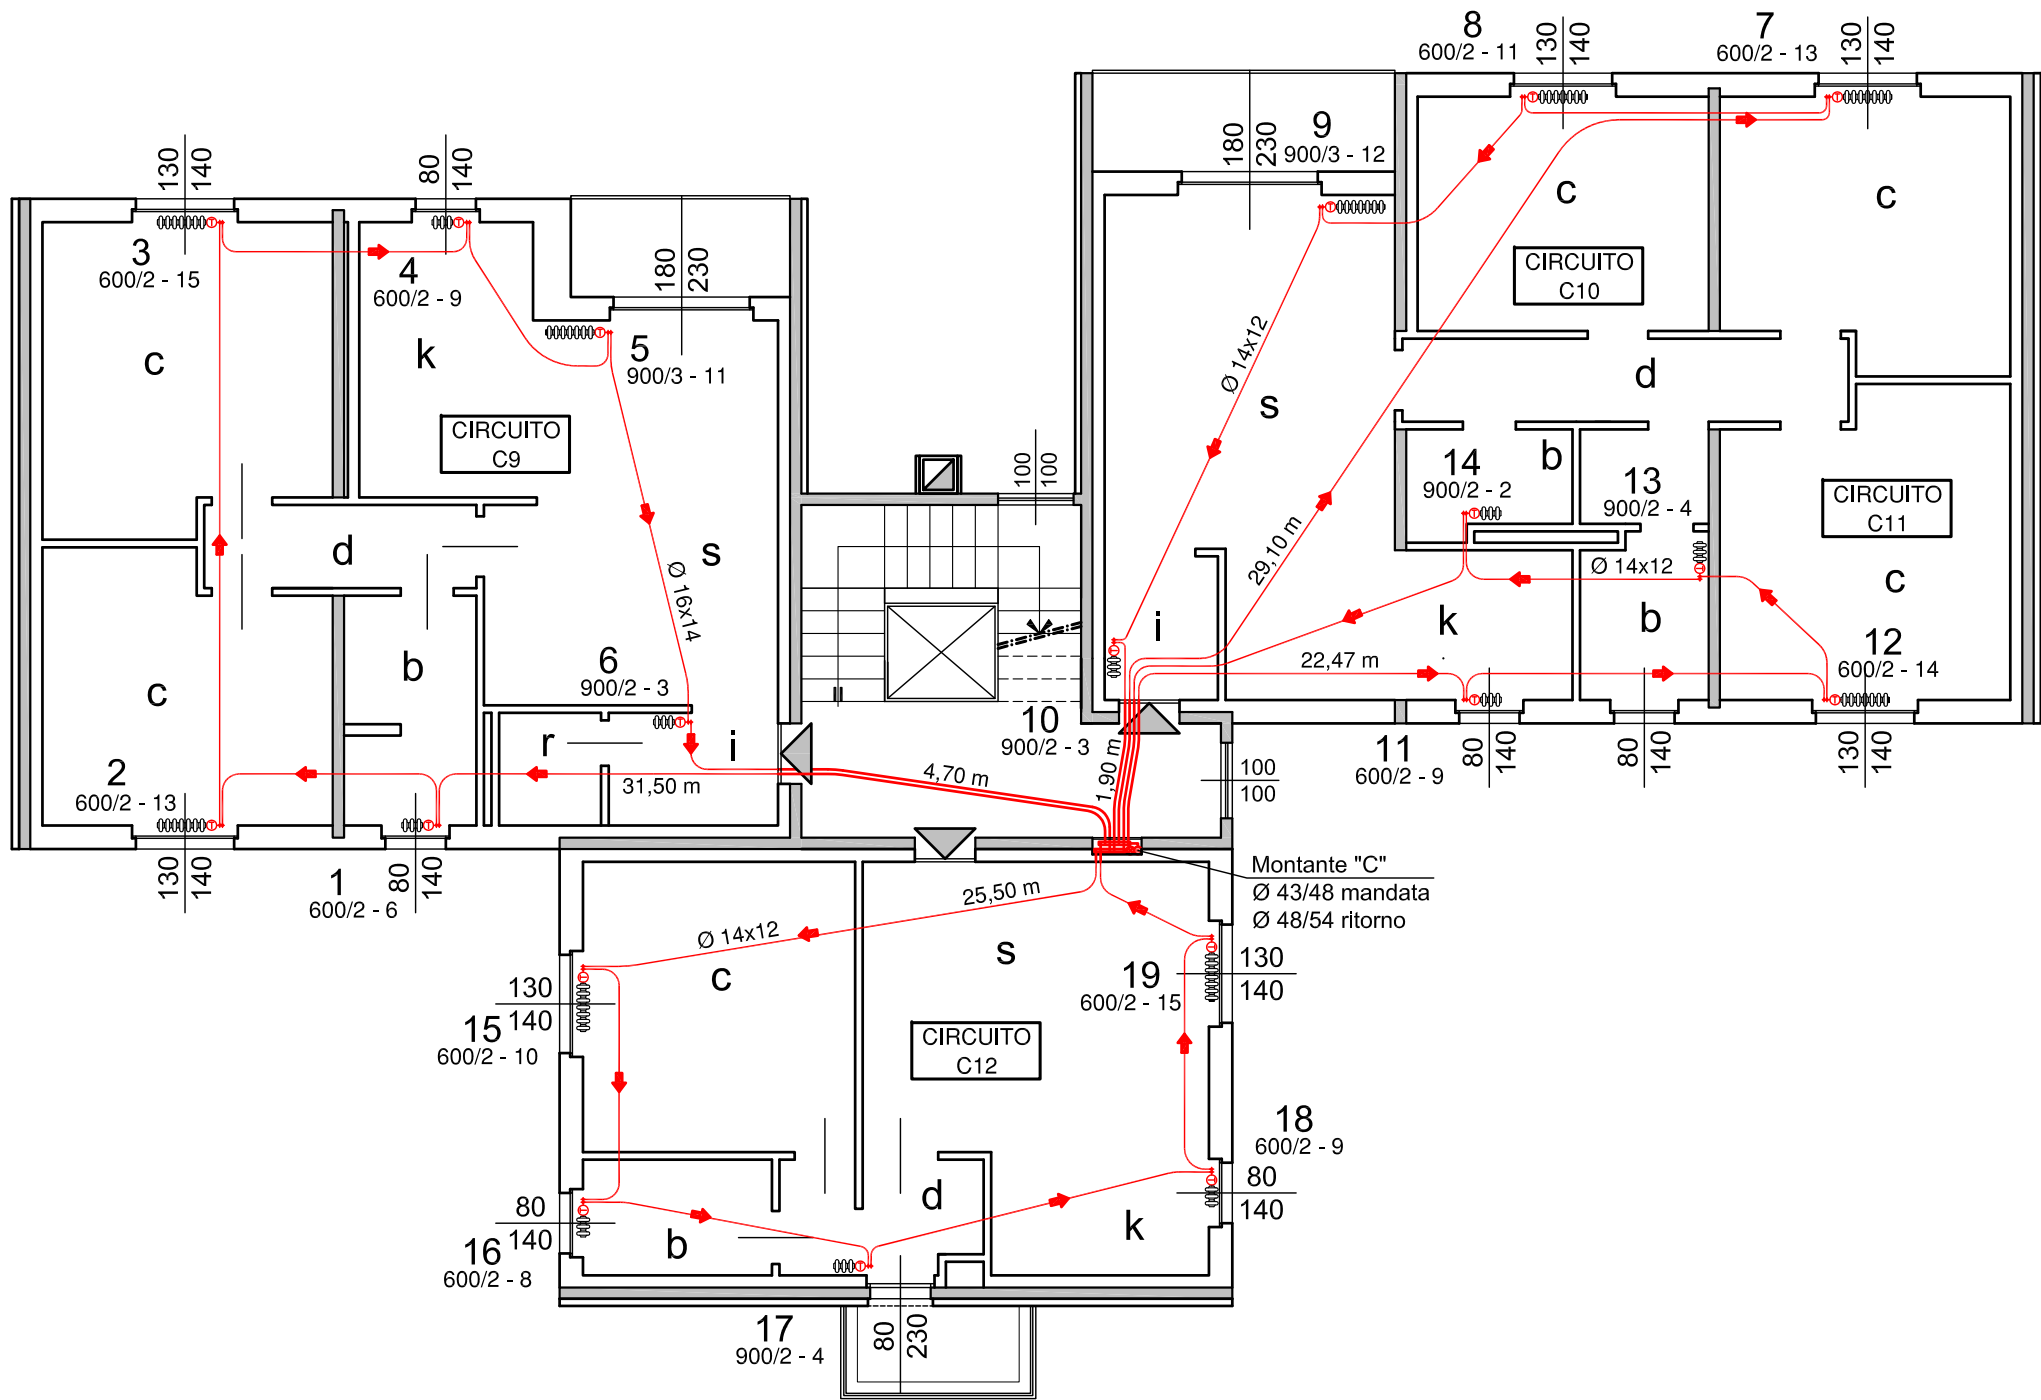 8
600/2 - 11
130
140
7
600/2 - 13
130
140
130
140
80
140
180
230
9
900/3 - 12
3
600/2 - 15
4
600/2 - 9
180
230
c
c
CIRCUITO
C10
c
k
5
900/3 - 11
Ø 14x12
s
d
CIRCUITO
C9
100
100
14
900/2 - 2
b
13
900/2 - 4
CIRCUITO
C11
d
s
29,10 m
Ø 14x12
c
Ø 16x14
i
k
b
c
b
6
900/2 - 3
22,47 m
12
600/2 - 14
r
i
10
900/2 - 3
11
600/2 - 9
80
140
80
140
130
140
2
600/2 - 13
31,50 m
4,70 m
1,90 m
100
100
130
140
1
600/2 - 6
80
140
Montante "C"
Ø 43/48 mandata
Ø 48/54 ritorno
25,50 m
Ø 14x12
c
s
130
140
15
600/2 - 10
19
600/2 - 15
130
140
CIRCUITO
C12
18
600/2 - 9
80
140
80
140
16
600/2 - 8
b
d
k
17
900/2 - 4
80
230